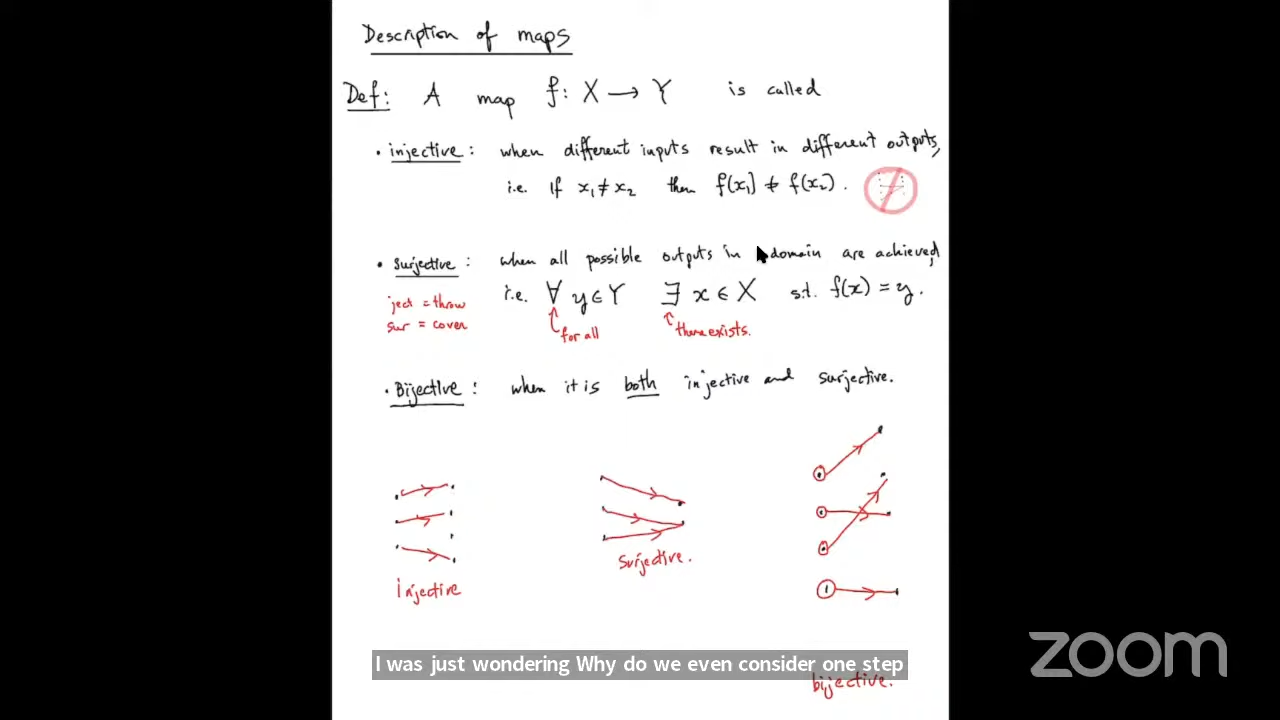 Description of maps
Def: A map f: X → Y is called
• injective: when different inputs result in different outputs,
i.e. if x₁ ≠ x₂ then f(x₁) ≠ f(x₂).
• Surjective: when all possible outputs in domain are achieved,
i.e. ∀ y ∈ Y ∃ x ∈ X s.t. f(x) = y.
ject = throw
sur = cover
for all
there exists.
• Bijective: when it is both injective and surjective.
Injective
Surjective.
bijective.
I was just wondering Why do we even consider one step
zoom